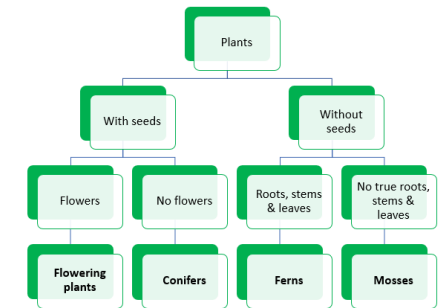 Plants
With seeds
Without
seeds
Flowers
No flowers
Roots, stems
& leaves
No true roots,
stems &
leaves
Flowering
plants
Conifers
Ferns
Mosses